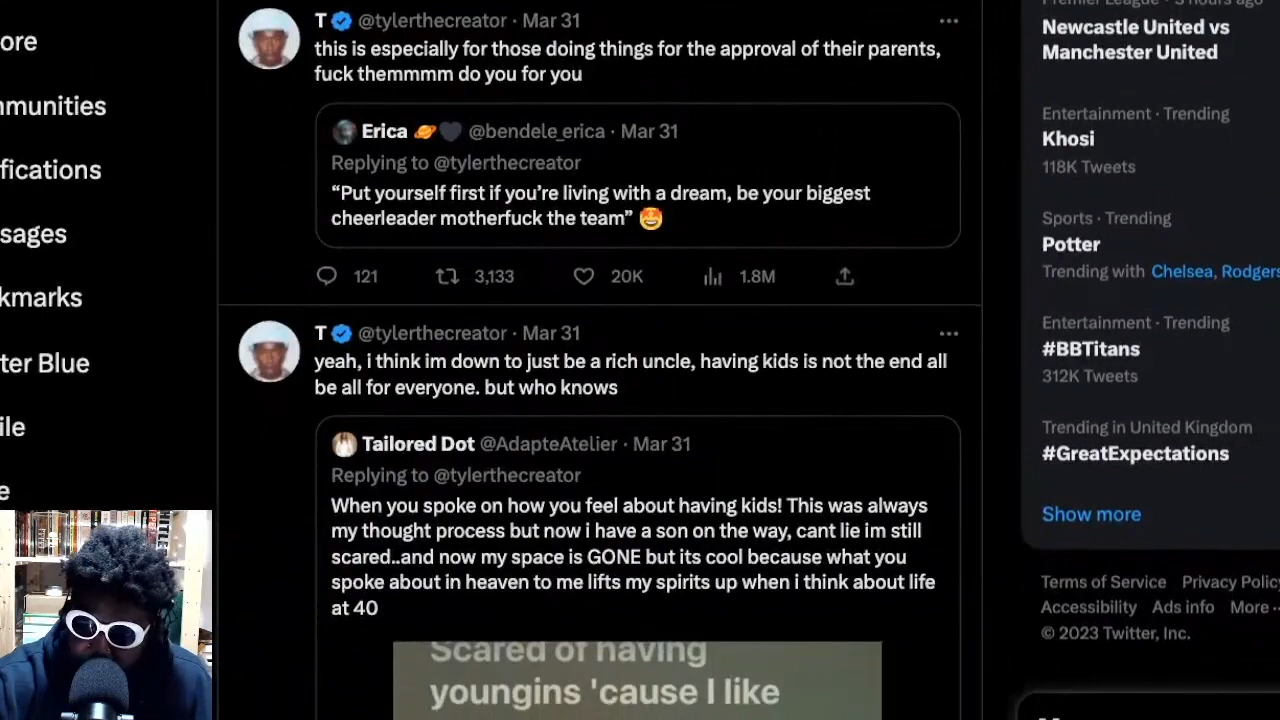 ore
mmunities
fications
sages
kmarks
ter Blue
ile
e
T @tylerthecreator · Mar 31
this is especially for those doing things for the approval of their parents,
fuck themmmm do you for you
Erica 🪐🖤 @bendele_erica · Mar 31
Replying to @tylerthecreator
“Put yourself first if you’re living with a dream, be your biggest
cheerleader motherfuck the team” 🤩
121 3,133 20K 1.8M
T @tylerthecreator · Mar 31
yeah, i think im down to just be a rich uncle, having kids is not the end all
be all for everyone. but who knows
Tailored Dot @AdapteAtelier · Mar 31
Replying to @tylerthecreator
When you spoke on how you feel about having kids! This was always
my thought process but now i have a son on the way, cant lie im still
scared..and now my space is GONE but its cool because what you
spoke about in heaven to me lifts my spirits up when i think about life
at 40
Scared of having
youngins 'cause I like
Premier League · 3 hours ago
Newcastle United vs
Manchester United
Entertainment · Trending
Khosi
118K Tweets
Sports · Trending
Potter
Trending with Chelsea, Rodgers
Entertainment · Trending
#BBTitans
312K Tweets
Trending in United Kingdom
#GreatExpectations
Show more
Terms of Service Privacy Policy
Accessibility Ads info More ··
© 2023 Twitter, Inc.